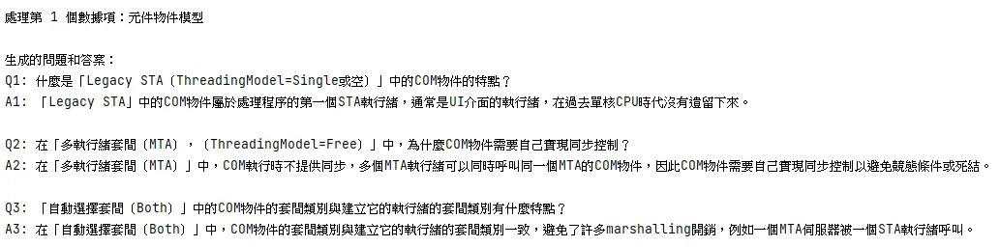 處理第 1 個數據項：元件物件模型
生成的問題和答案：
Q1: 什麼是「Legacy STA〔ThreadingModel=Single或空〕」中的COM物件的特點？
A1: 「Legacy STA」中的COM物件屬於處理程序的第一個STA執行緒，通常是UI介面的執行緒，在過去單核CPU時代沒有遺留下來。
Q2: 在「多執行緒套間〔MTA〕，〔ThreadingModel=Free〕」中，為什麼COM物件需要自己實現同步控制？
A2: 在「多執行緒套間〔MTA〕」中，COM執行時不提供同步，多個MTA執行緒可以同時呼叫同一個MTA的COM物件，因此COM物件需要自己實現同步控制以避免競態條件或死結。
Q3: 「自動選擇套間〔Both〕」中的COM物件的套間類別與建立它的執行緒的套間類別有什麼特點？
A3: 在「自動選擇套間〔Both〕」中，COM物件的套間類別與建立它的執行緒的套間類別一致，避免了許多marshalling開銷，例如一個MTA伺服器被一個STA執行緒呼叫。